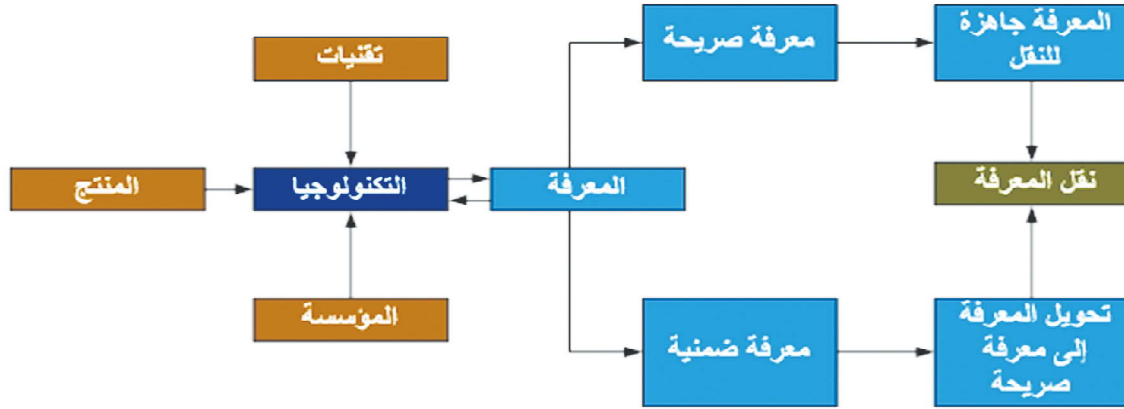 المعرفة جاهزة
للنقل
معرفة صريحة
تقنيات
نقل المعرفة
المعرفة
التكنولوجيا
المنتج
تحويل المعرفة
إلى معرفة
صريحة
معرفة ضمنية
المؤسسة